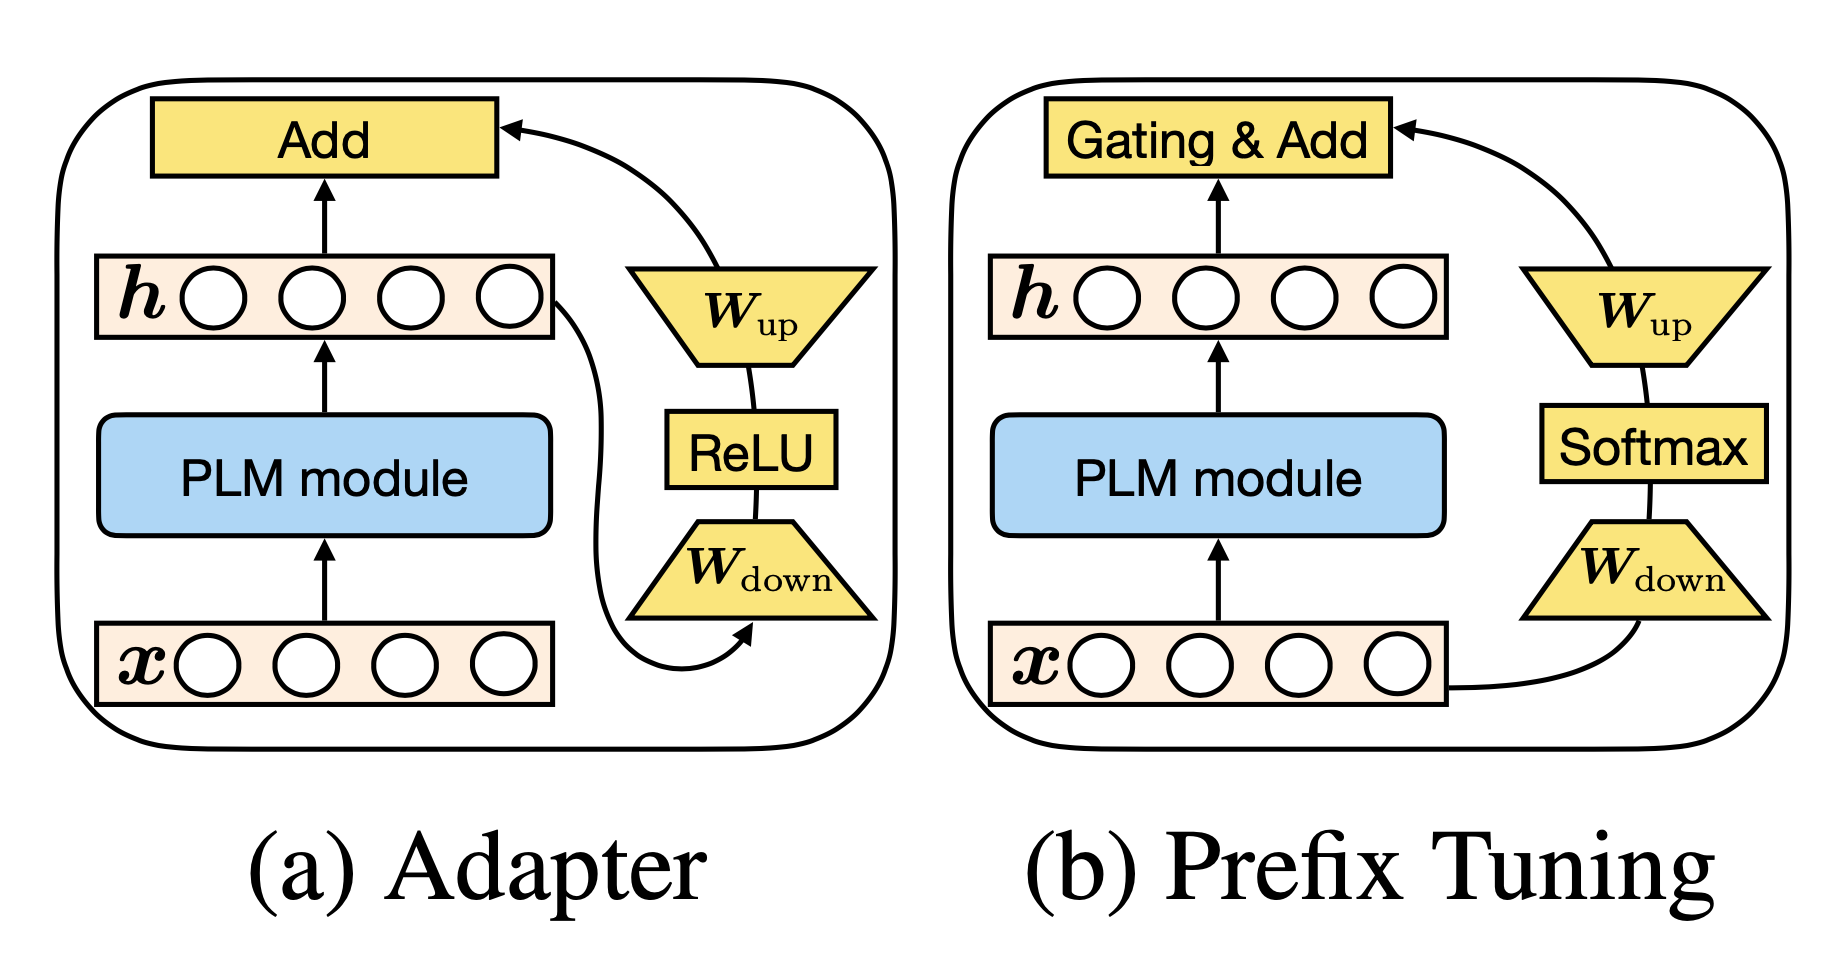 Add
h
W_up
PLM module
ReLU
W_down
x
(a) Adapter
Gating & Add
h
W_up
PLM module
Softmax
W_down
x
(b) Prefix Tuning